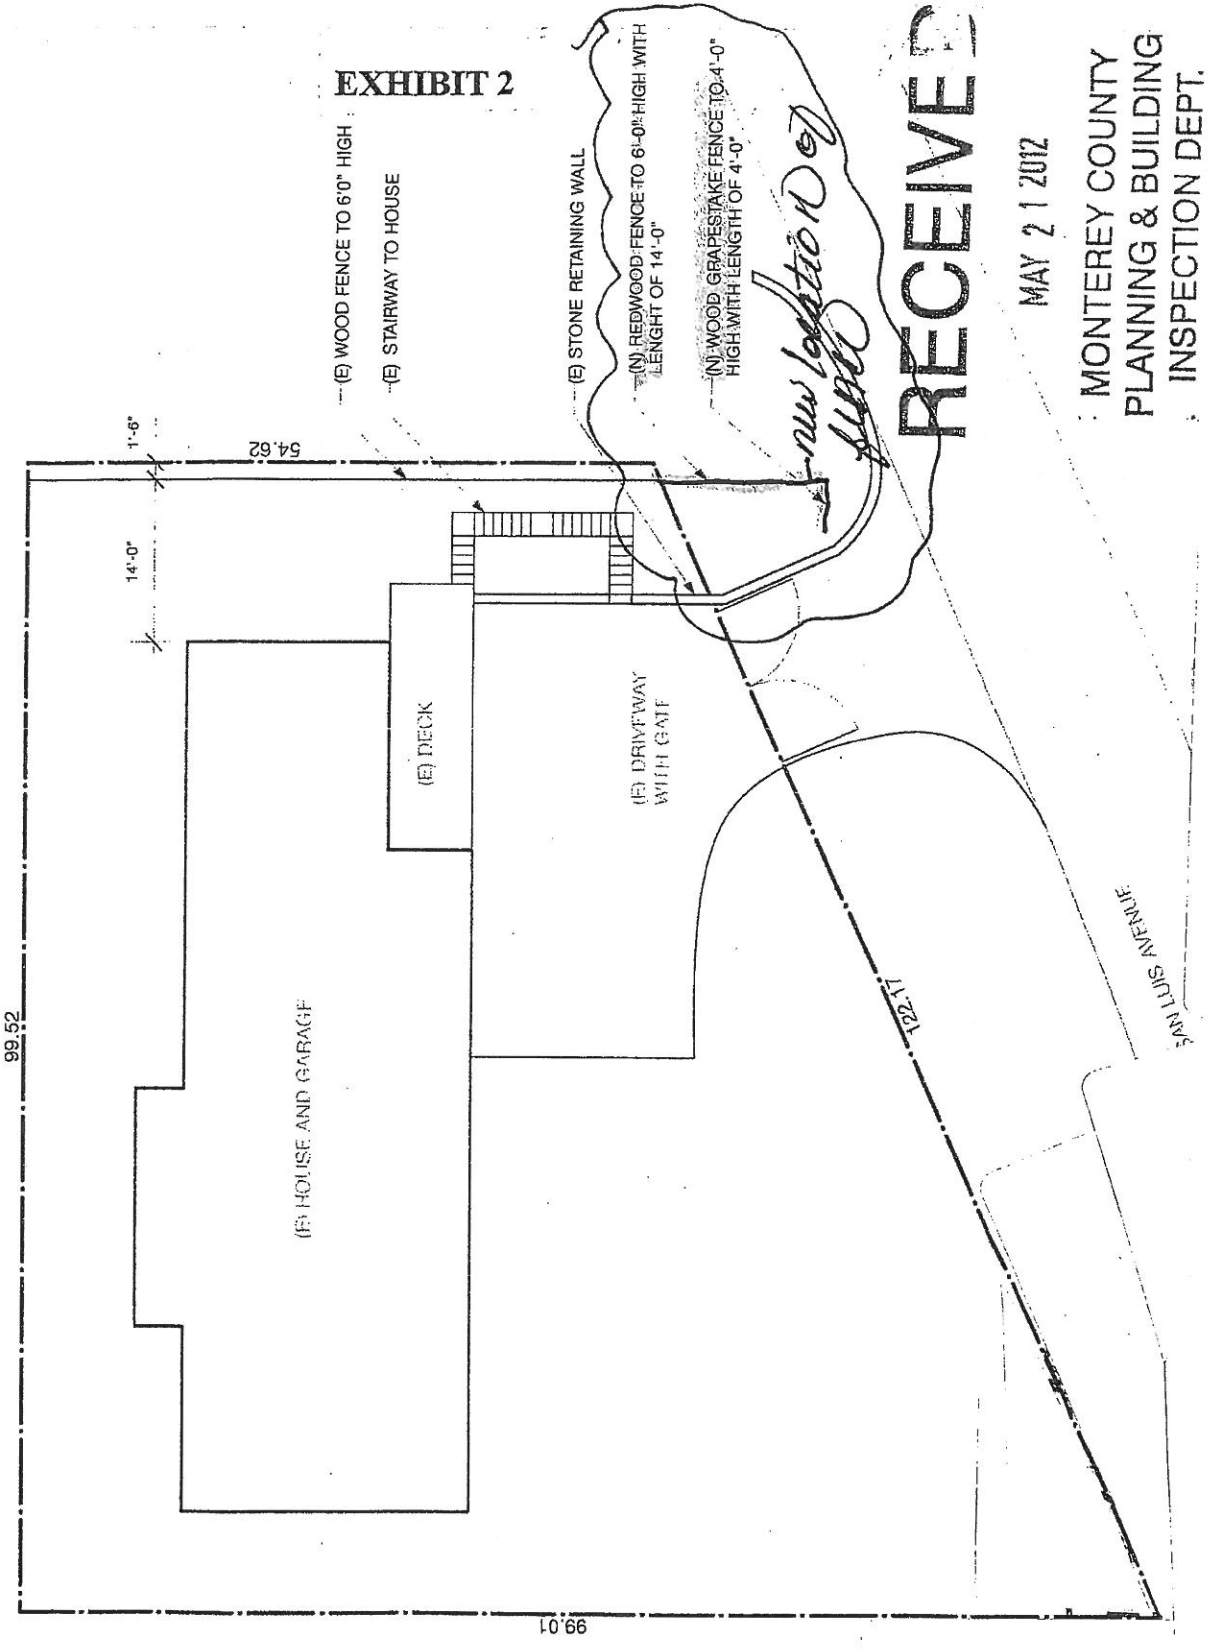 EXHIBIT 2
(E) WOOD FENCE TO 6'0" HIGH
(E) STAIRWAY TO HOUSE
(E) STONE RETAINING WALL
(N) REDWOOD FENCE TO 6'-0" HIGH WITH
LENGHT OF 14'-0"
(N) WOOD GRAPESTAKE FENCE TO 4'-0"
HIGH WITH LENGTH OF 4'-0"
new location of
fence
RECEIVED
MAY 21 2012
MONTEREY COUNTY
PLANNING & BUILDING
INSPECTION DEPT.
1'-6"
14'-0"
54.62
(E) DECK
(E) DRIVEWAY
WITH GATE
(E) HOUSE AND GARAGE
99.52
122.17
SAN LUIS AVENUE
99.01